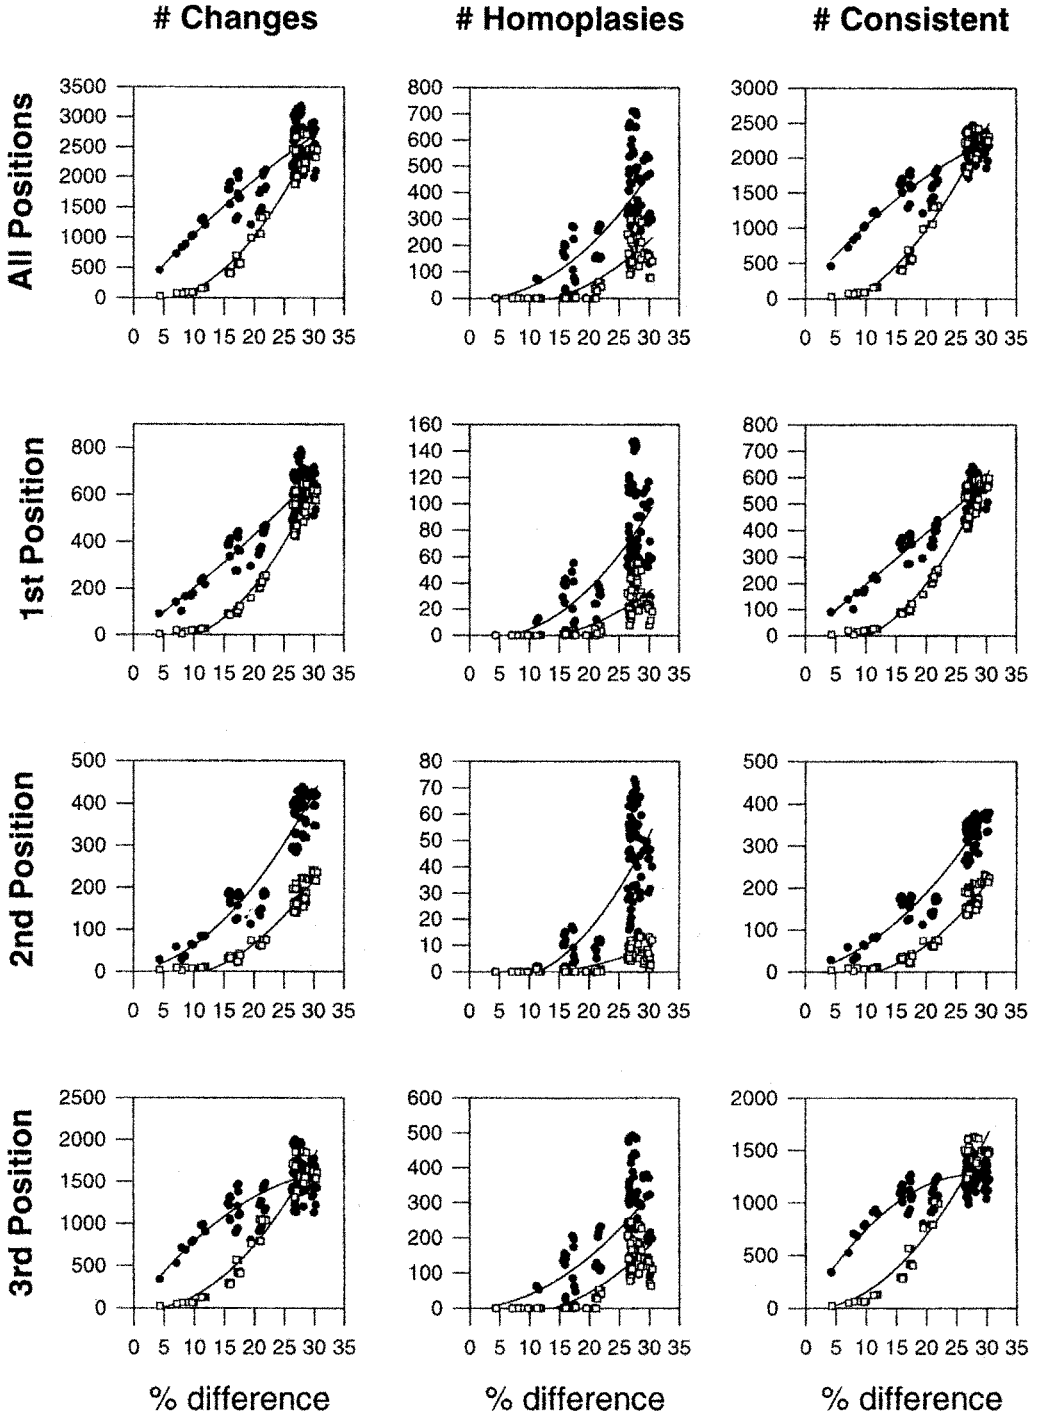 # Changes # Homoplasies # Consistent
All Positions
3500 3000 2500 2000 1500 1000 500 0
0 5 10 15 20 25 30 35
800 700 600 500 400 300 200 100 0
0 5 10 15 20 25 30 35
3000 2500 2000 1500 1000 500 0
0 5 10 15 20 25 30 35
1st Position
800 600 400 200 0
0 5 10 15 20 25 30 35
160 140 120 100 80 60 40 20 0
0 5 10 15 20 25 30 35
800 700 600 500 400 300 200 100 0
0 5 10 15 20 25 30 35
2nd Position
500 400 300 200 100 0
0 5 10 15 20 25 30 35
80 70 60 50 40 30 20 10 0
0 5 10 15 20 25 30 35
500 400 300 200 100 0
0 5 10 15 20 25 30 35
3rd Position
2500 2000 1500 1000 500 0
0 5 10 15 20 25 30 35
600 500 400 300 200 100 0
0 5 10 15 20 25 30 35
2000 1500 1000 500 0
0 5 10 15 20 25 30 35
% difference % difference % difference